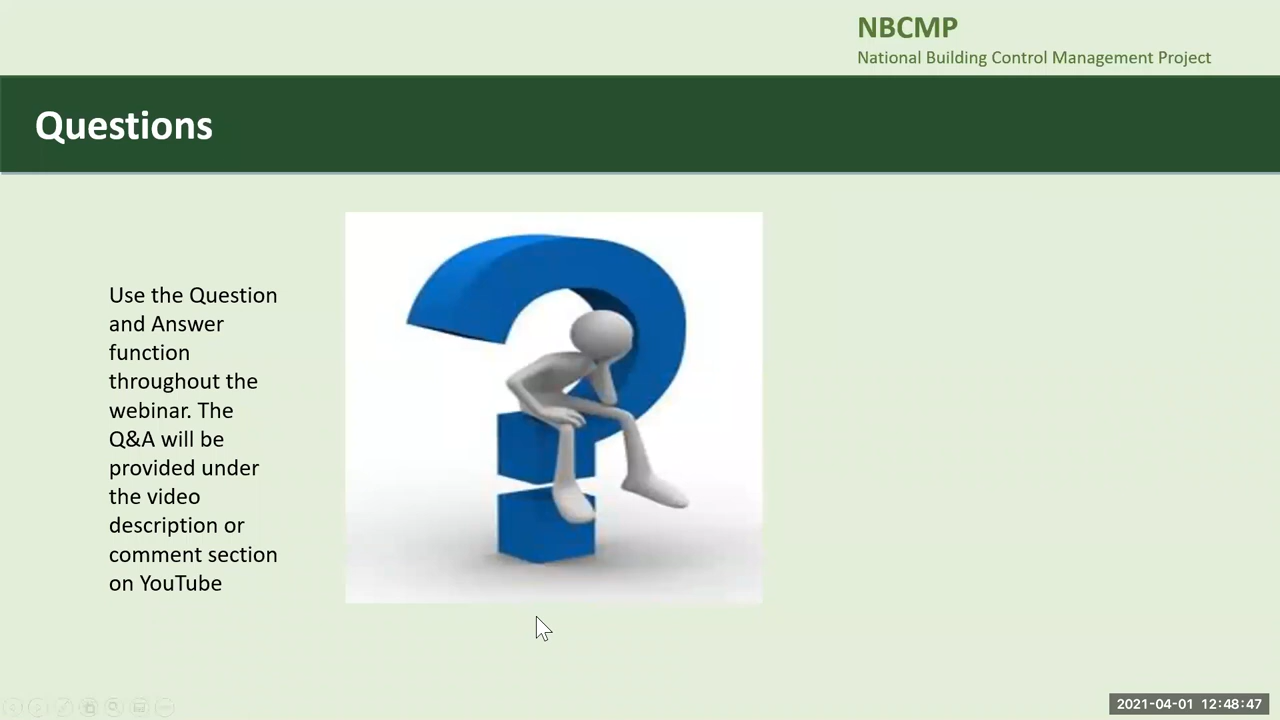 NBCMP
National Building Control Management Project
Questions
Use the Question
and Answer
function
throughout the
webinar. The
Q&A will be
provided under
the video
description or
comment section
on YouTube
2021-04-01 12:48:47